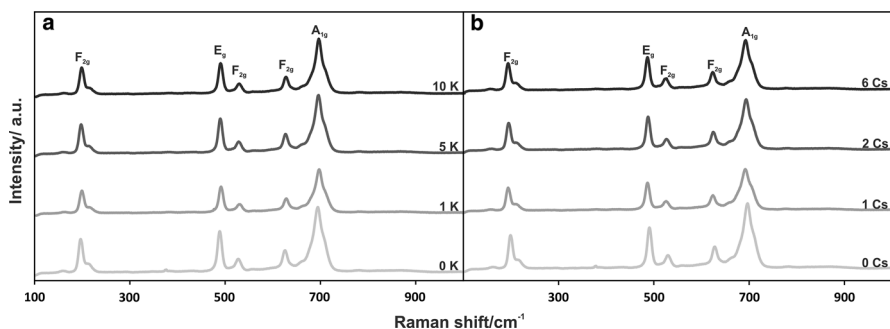 a
F2g
Eg
F2g
F2g
A1g
10 K
5 K
1 K
0 K
b
F2g
Eg
F2g
F2g
A1g
6 Cs
2 Cs
1 Cs
0 Cs
Intensity/ a.u.
100 300 500 700 900
300 500 700 900
Raman shift/cm-1